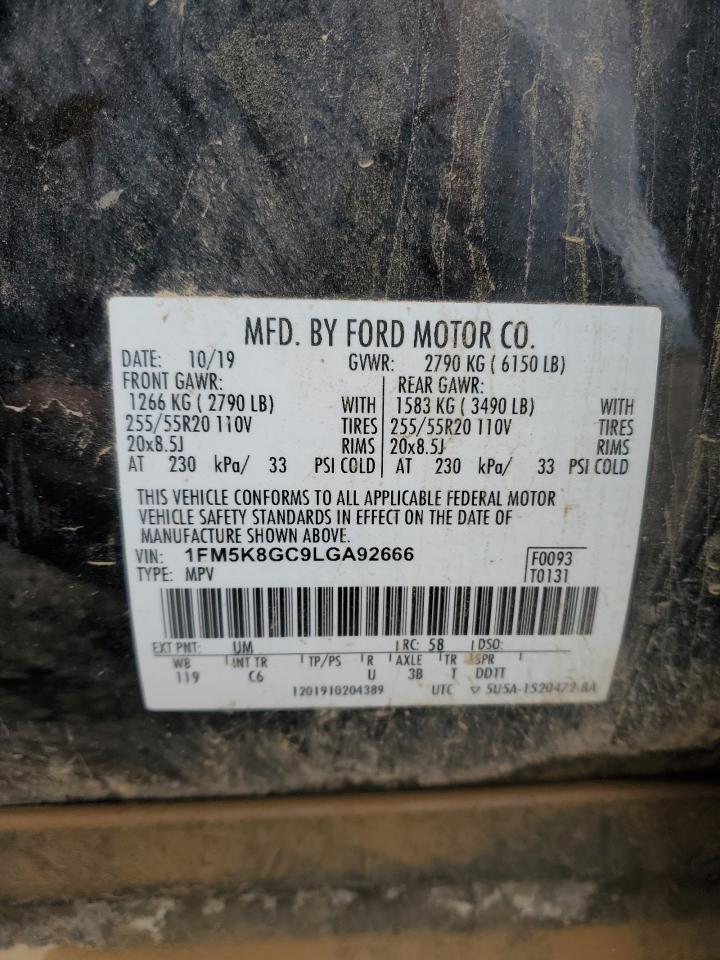 MFD. BY FORD MOTOR CO.
DATE: 10/19 GVWR: 2790 KG ( 6150 LB)
FRONT GAWR: REAR GAWR:
1266 KG ( 2790 LB) WITH 1583 KG ( 3490 LB) WITH
255/55R20 110V TIRES 255/55R20 110V TIRES
20x8.5J RIMS 20x8.5J RIMS
AT 230 kPa/ 33 PSI COLD AT 230 kPa/ 33 PSI COLD
THIS VEHICLE CONFORMS TO ALL APPLICABLE FEDERAL MOTOR
VEHICLE SAFETY STANDARDS IN EFFECT ON THE DATE OF
MANUFACTURE SHOWN ABOVE.
VIN: 1FM5K8GC9LGA92666 F0093
TYPE: MPV T0131
EXT PNT: UM RC: 58 DSO:
WB INT TR TP/PS R AXLE TR SPR
119 C6 U 3B T DDTT
1201910204389 UTC ▽ 5U5A-1520472-BA